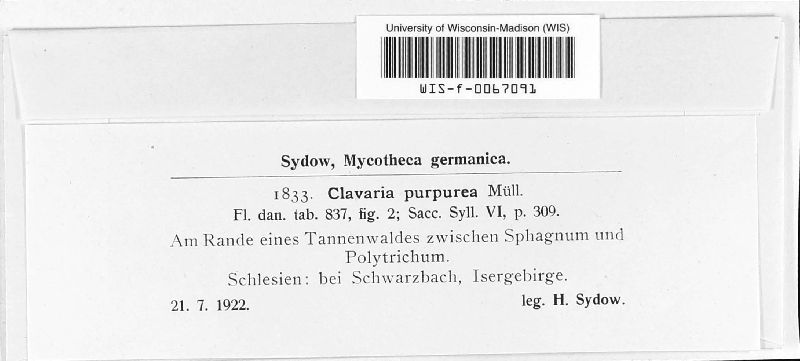 University of Wisconsin-Madison (WIS)
WIS-f-0067091
Sydow, Mycotheca germanica.
1833. Clavaria purpurea Müll.
Fl. dan. tab. 837, fig. 2; Sacc. Syll. VI, p. 309.
Am Rande eines Tannenwaldes zwischen Sphagnum und
Polytrichum.
Schlesien: bei Schwarzbach, Isergebirge.
21. 7. 1922. leg. H. Sydow.